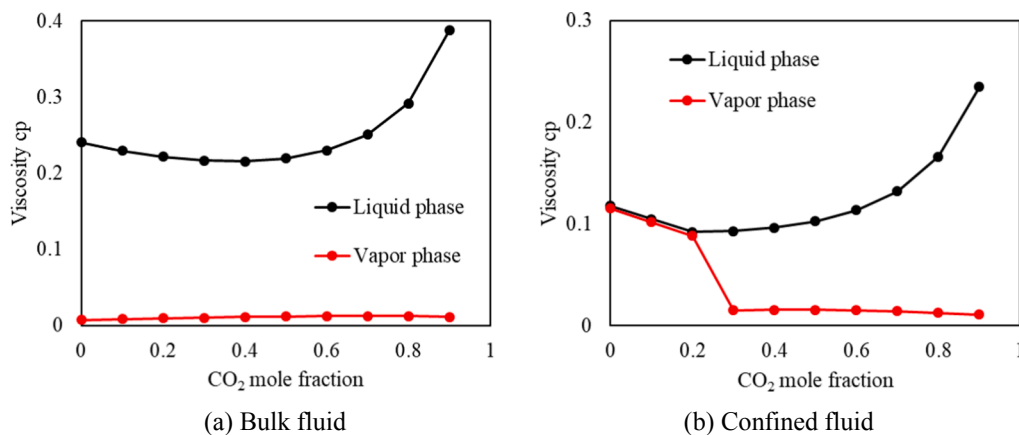 0.4
0.3
0.2
0.1
0
Viscosity cp
Liquid phase
Vapor phase
0 0.2 0.4 0.6 0.8 1
CO₂ mole fraction
(a) Bulk fluid
0.3
0.2
0.1
0
Viscosity cp
Liquid phase
Vapor phase
0 0.2 0.4 0.6 0.8 1
CO₂ mole fraction
(b) Confined fluid